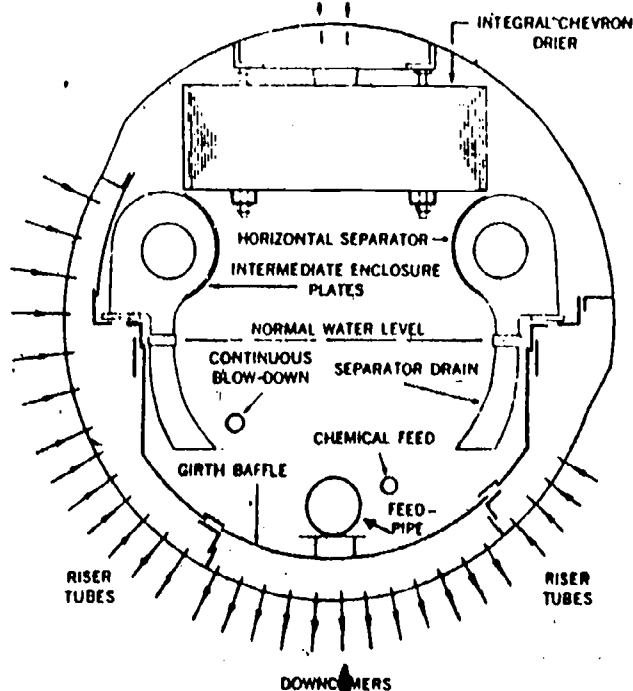 INTEGRAL CHEVRON
DRIER
HORIZONTAL SEPARATOR
INTERMEDIATE ENCLOSURE
PLATES
NORMAL WATER LEVEL
CONTINUOUS
BLOW-DOWN
SEPARATOR DRAIN
CHEMICAL FEED
GIRTH BAFFLE
FEED-
PIPE
RISER
TUBES
RISER
TUBES
DOWNCOMERS